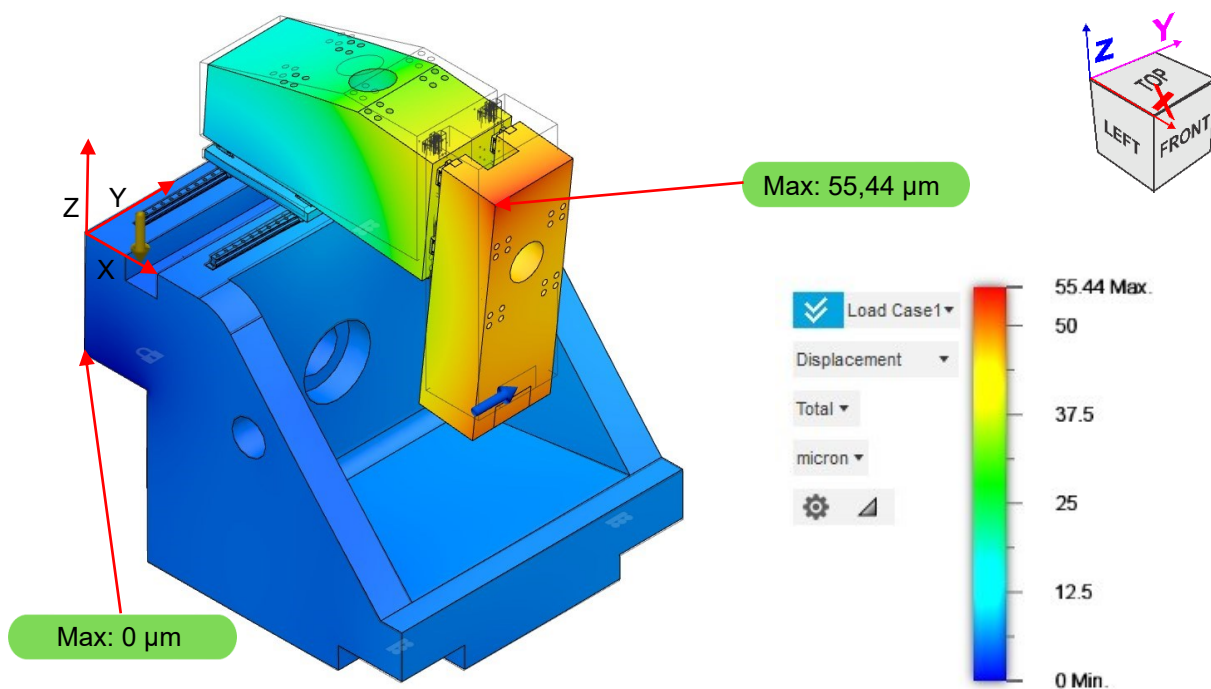 Z
Y
X
TOP
LEFT
FRONT
X
Max: 55,44 µm
Z
Y
X
Max: 0 µm
Load Case1
Displacement
Total
micron
55.44 Max.
50
37.5
25
12.5
0 Min.